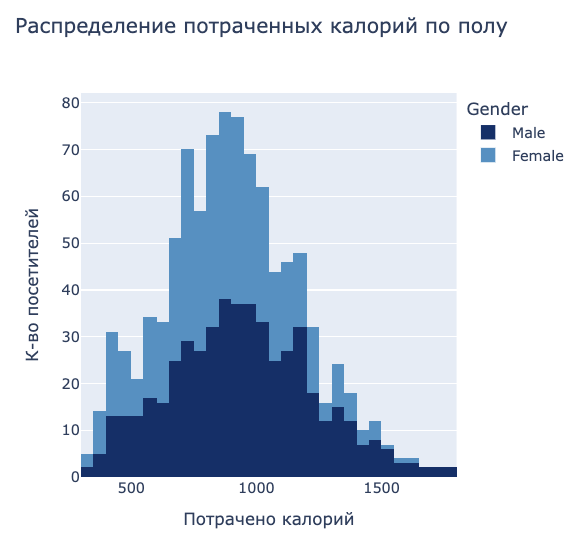 Распределение потраченных калорий по полу
Gender
Male
Female
К-во посетителей
80
70
60
50
40
30
20
10
0
500
1000
1500
Потрачено калорий